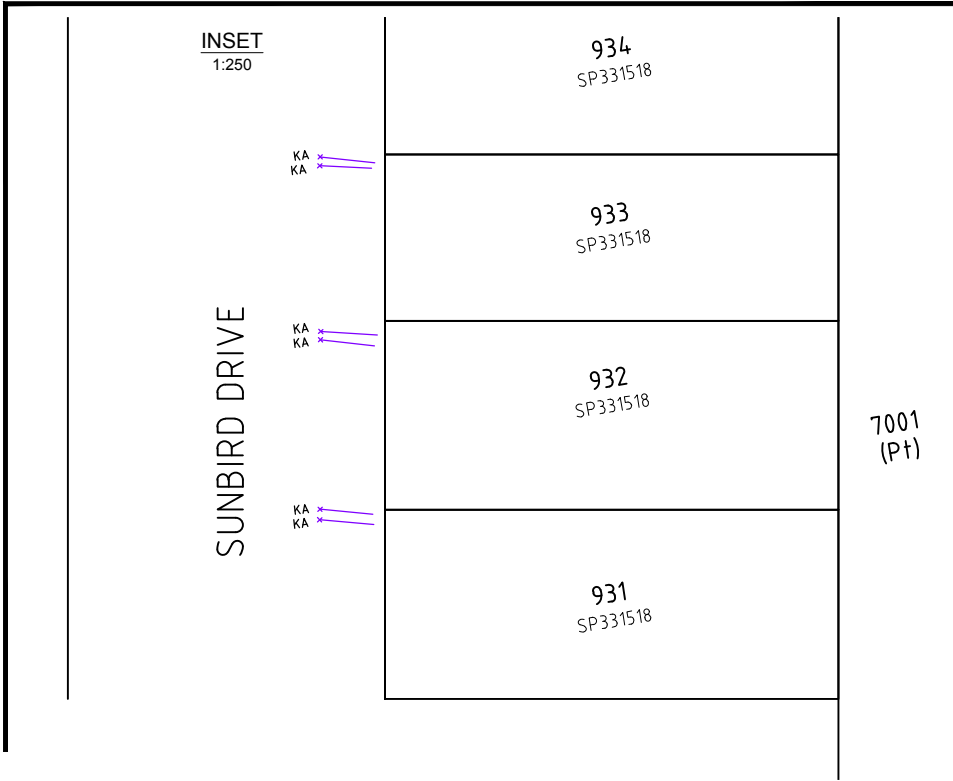 INSET
1:250
934
SP331518
KA
KA
933
SP331518
SUNBIRD DRIVE
KA
KA
932
SP331518
7001
(Pt)
KA
KA
931
SP331518